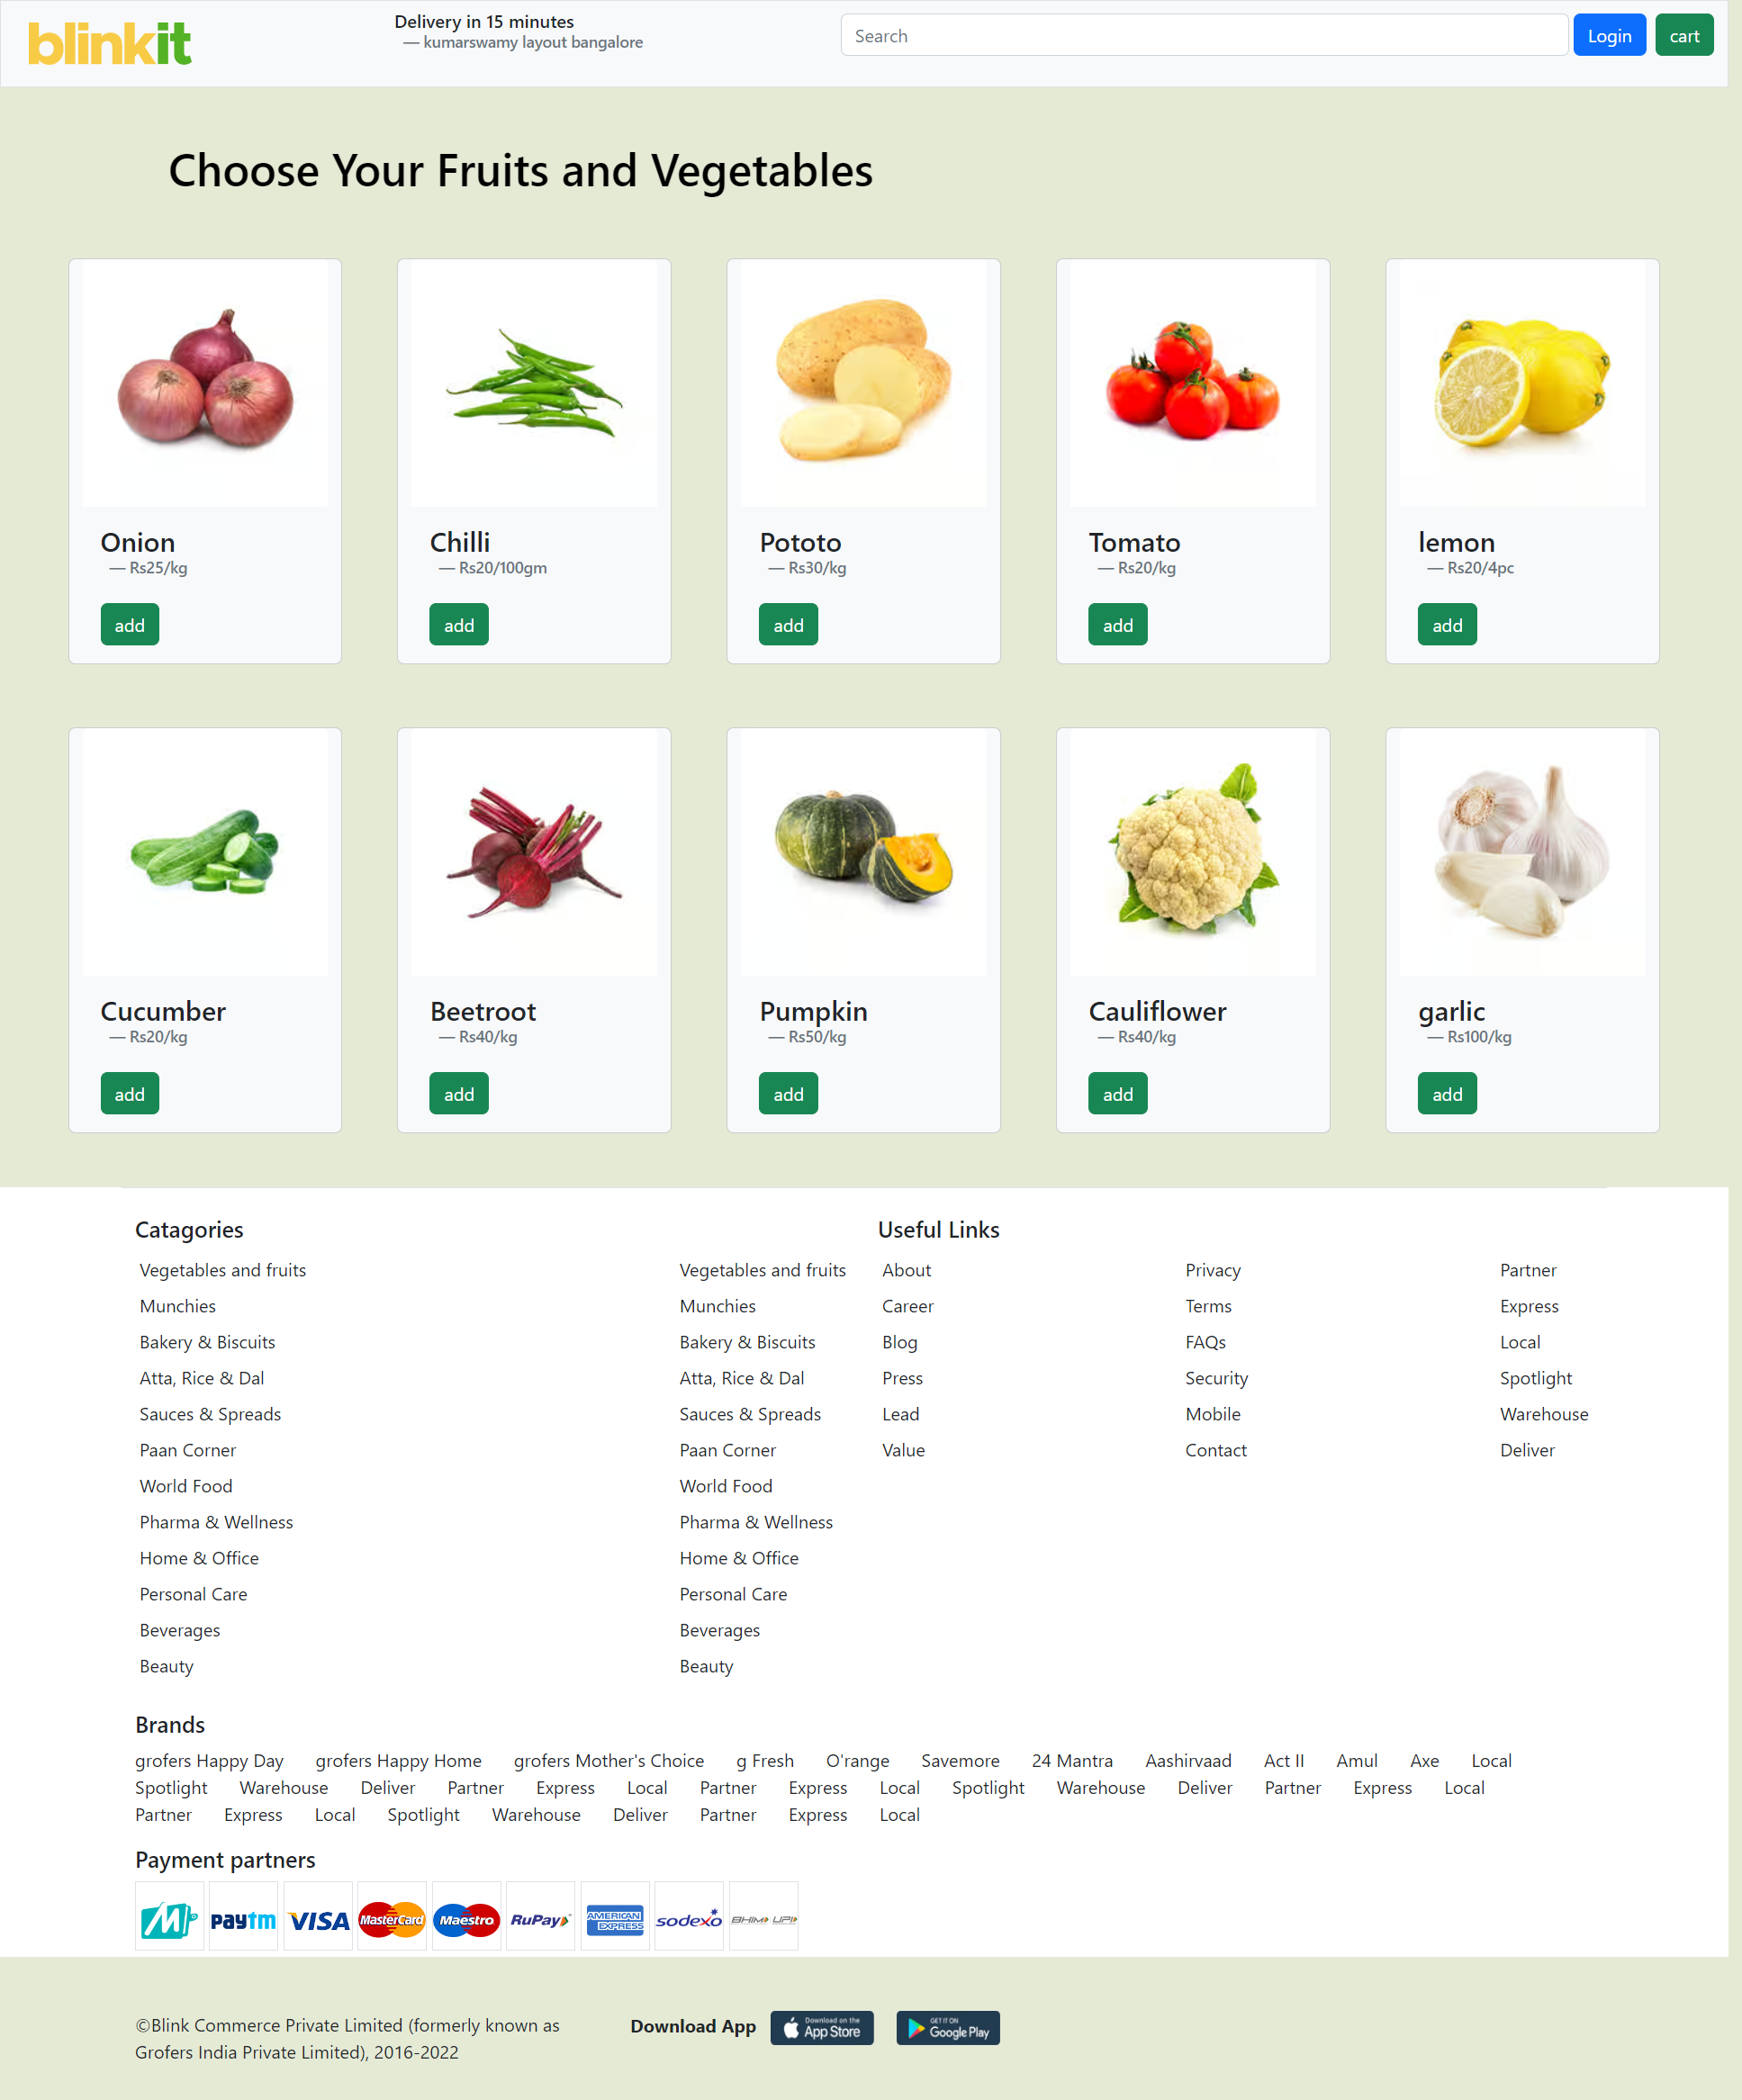 blinkit
Delivery in 15 minutes
— kumarswamy layout bangalore
Search
Login
cart
Choose Your Fruits and Vegetables
Onion
— Rs25/kg
add
Chilli
— Rs20/100gm
add
Pototo
— Rs30/kg
add
Tomato
— Rs20/kg
add
lemon
— Rs20/4pc
add
Cucumber
— Rs20/kg
add
Beetroot
— Rs40/kg
add
Pumpkin
— Rs50/kg
add
Cauliflower
— Rs40/kg
add
garlic
— Rs100/kg
add
Catagories
Vegetables and fruits
Munchies
Bakery & Biscuits
Atta, Rice & Dal
Sauces & Spreads
Paan Corner
World Food
Pharma & Wellness
Home & Office
Personal Care
Beverages
Beauty
Vegetables and fruits
Munchies
Bakery & Biscuits
Atta, Rice & Dal
Sauces & Spreads
Paan Corner
World Food
Pharma & Wellness
Home & Office
Personal Care
Beverages
Beauty
Useful Links
About
Career
Blog
Press
Lead
Value
Privacy
Terms
FAQs
Security
Mobile
Contact
Partner
Express
Local
Spotlight
Warehouse
Deliver
Brands
grofers Happy Day grofers Happy Home grofers Mother's Choice g Fresh O'range Savemore 24 Mantra Aashirvaad Act II Amul Axe Local
Spotlight Warehouse Deliver Partner Express Local Partner Express Local Spotlight Warehouse Deliver Partner Express Local
Partner Express Local Spotlight Warehouse Deliver Partner Express Local
Payment partners
M
paytm
VISA
MasterCard
Maestro
RuPay
AMERICAN
EXPRESS
sodexo
BHIM UPI
©Blink Commerce Private Limited (formerly known as
Grofers India Private Limited), 2016-2022
Download App
Download on the
App Store
GET IT ON
Google Play